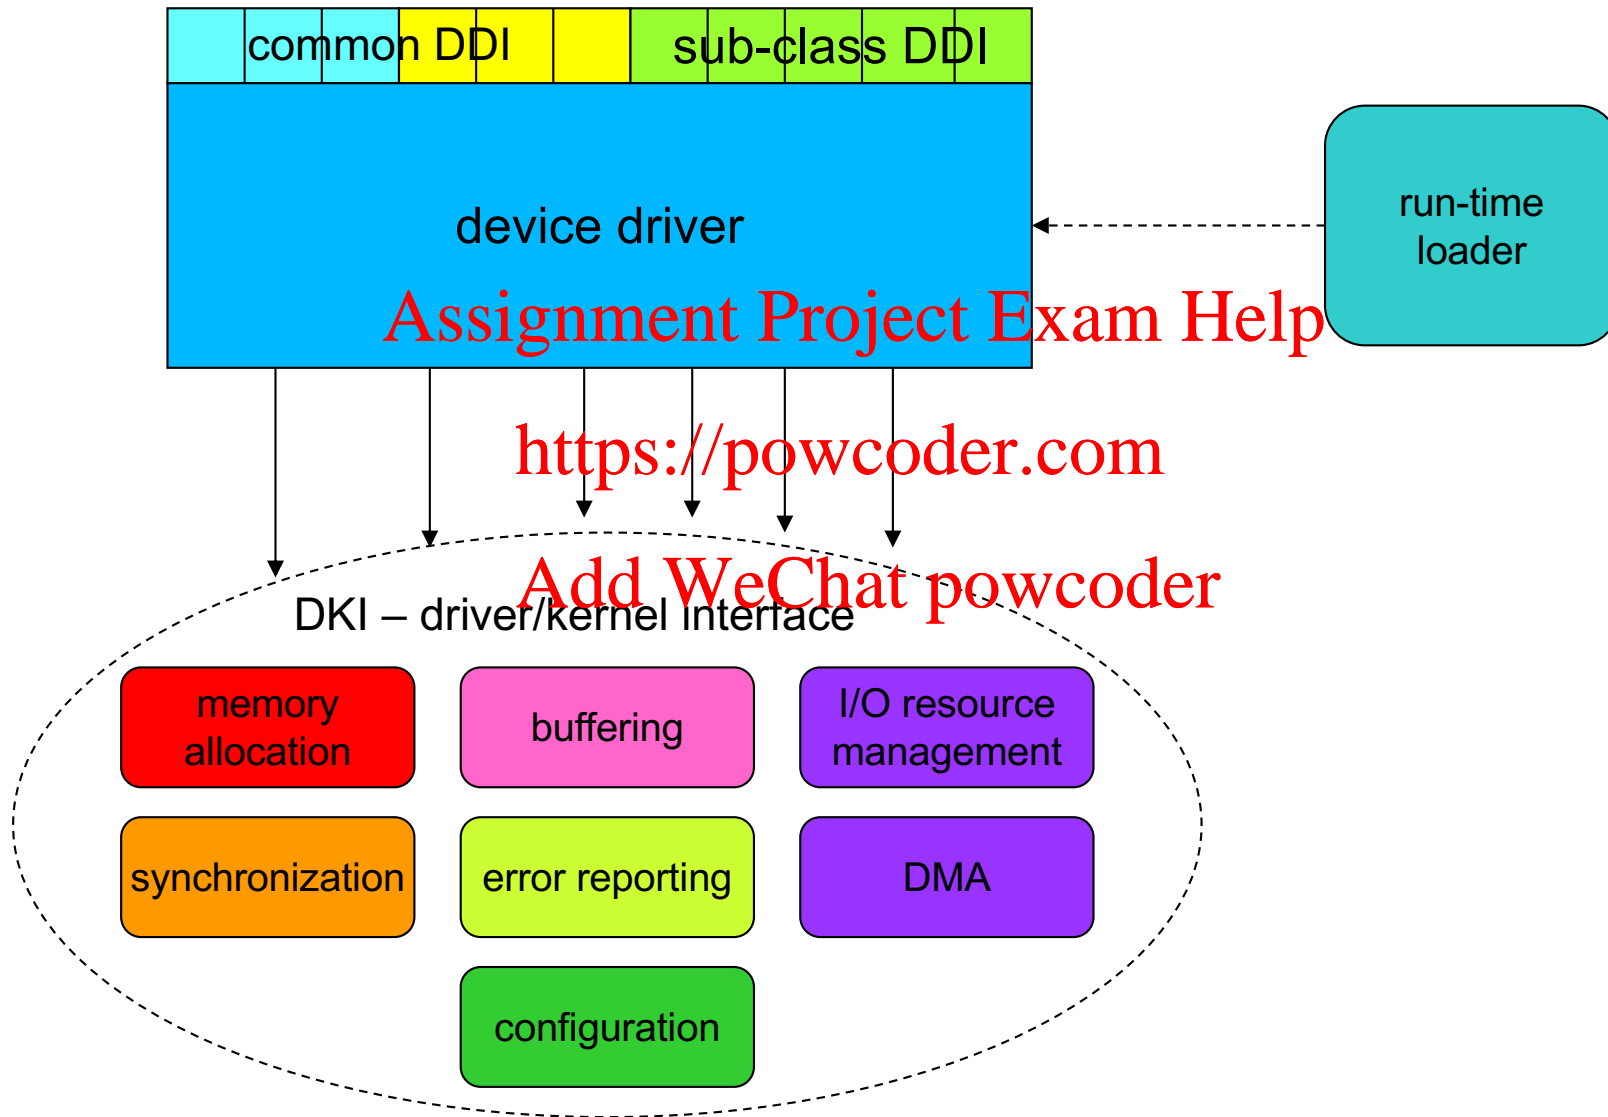 common DDI
sub-class DDI
device driver
run-time
loader
Assignment Project Exam Help
https://powcoder.com
Add WeChat powcoder
DKI – driver/kernel interface
memory
allocation
buffering
I/O resource
management
synchronization
error reporting
DMA
configuration